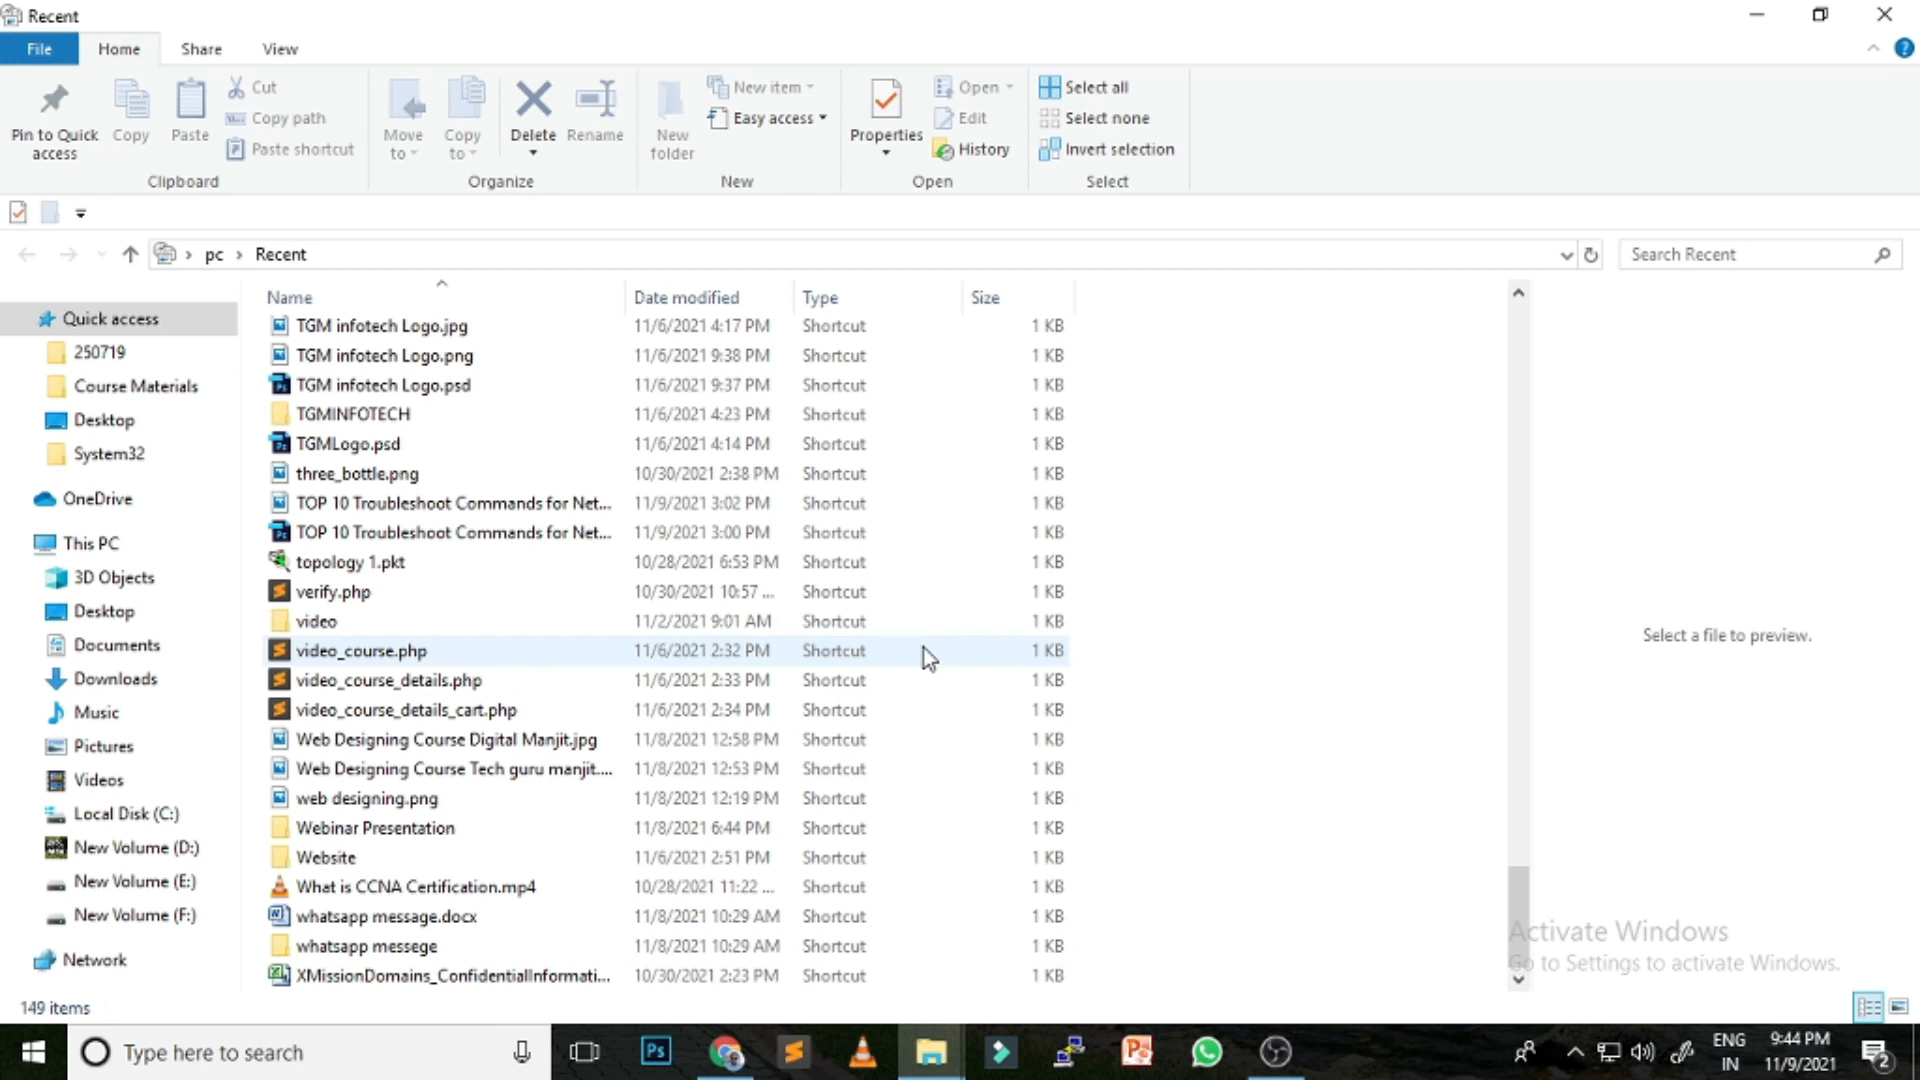 Recent
File Home Share View
Pin to Quick access
Copy
Paste
Cut
Copy path
Paste shortcut
Clipboard
Move to
Copy to
Delete
Rename
Organize
New folder
New item
Easy access
New
Properties
Open
Edit
History
Open
Select all
Select none
Invert selection
Select
pc > Recent
Search Recent
Quick access
250719
Course Materials
Desktop
System32
OneDrive
This PC
3D Objects
Desktop
Documents
Downloads
Music
Pictures
Videos
Local Disk (C:)
New Volume (D:)
New Volume (E:)
New Volume (F:)
Network
Name Date modified Type Size
TGM infotech Logo.jpg 11/6/2021 4:17 PM Shortcut 1 KB
TGM infotech Logo.png 11/6/2021 9:38 PM Shortcut 1 KB
TGM infotech Logo.psd 11/6/2021 9:37 PM Shortcut 1 KB
TGMINFOTECH 11/6/2021 4:23 PM Shortcut 1 KB
TGMLogo.psd 11/6/2021 4:14 PM Shortcut 1 KB
three_bottle.png 10/30/2021 2:38 PM Shortcut 1 KB
TOP 10 Troubleshoot Commands for Net... 11/9/2021 3:02 PM Shortcut 1 KB
TOP 10 Troubleshoot Commands for Net... 11/9/2021 3:00 PM Shortcut 1 KB
topology 1.pkt 10/28/2021 6:53 PM Shortcut 1 KB
verify.php 10/30/2021 10:57 ... Shortcut 1 KB
video 11/2/2021 9:01 AM Shortcut 1 KB
video_course.php 11/6/2021 2:32 PM Shortcut 1 KB
video_course_details.php 11/6/2021 2:33 PM Shortcut 1 KB
video_course_details_cart.php 11/6/2021 2:34 PM Shortcut 1 KB
Web Designing Course Digital Manjit.jpg 11/8/2021 12:58 PM Shortcut 1 KB
Web Designing Course Tech guru manjit.... 11/8/2021 12:53 PM Shortcut 1 KB
web designing.png 11/8/2021 12:19 PM Shortcut 1 KB
Webinar Presentation 11/8/2021 6:44 PM Shortcut 1 KB
Website 11/6/2021 2:51 PM Shortcut 1 KB
What is CCNA Certification.mp4 10/28/2021 11:22 ... Shortcut 1 KB
whatsapp message.docx 11/8/2021 10:29 AM Shortcut 1 KB
whatsapp messege 11/8/2021 10:29 AM Shortcut 1 KB
XMissionDomains_ConfidentialInformati... 10/30/2021 2:23 PM Shortcut 1 KB
Select a file to preview.
Activate Windows
Go to Settings to activate Windows.
149 items
Type here to search
Ps
ENG
IN
9:44 PM
11/9/2021
2